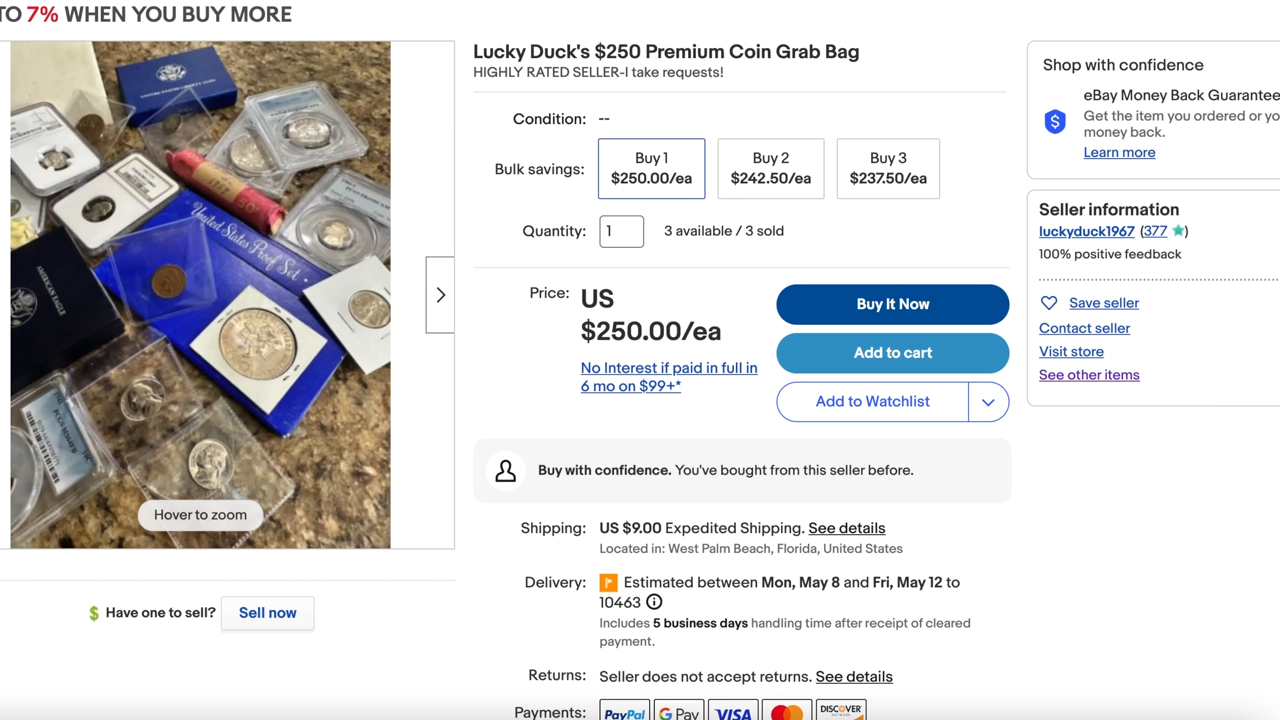 TO 7% WHEN YOU BUY MORE
Lucky Duck's $250 Premium Coin Grab Bag
HIGHLY RATED SELLER-I take requests!
Condition: --
Bulk savings:
Buy 1
$250.00/ea
Buy 2
$242.50/ea
Buy 3
$237.50/ea
Quantity: 1 3 available / 3 sold
Price: US
$250.00/ea
No Interest if paid in full in
6 mo on $99+*
Buy It Now
Add to cart
Add to Watchlist
Buy with confidence. You've bought from this seller before.
Shipping: US $9.00 Expedited Shipping. See details
Located in: West Palm Beach, Florida, United States
Delivery: Estimated between Mon, May 8 and Fri, May 12 to
10463
Includes 5 business days handling time after receipt of cleared
payment.
Returns: Seller does not accept returns. See details
Payments: PayPal G Pay VISA DISCOVER
Shop with confidence
eBay Money Back Guarantee
Get the item you ordered or yo
money back.
Learn more
Seller information
luckyduck1967 (377)
100% positive feedback
Save seller
Contact seller
Visit store
See other items
United States Proof Set
AMERICAN EAGLE
Hover to zoom
$ Have one to sell? Sell now